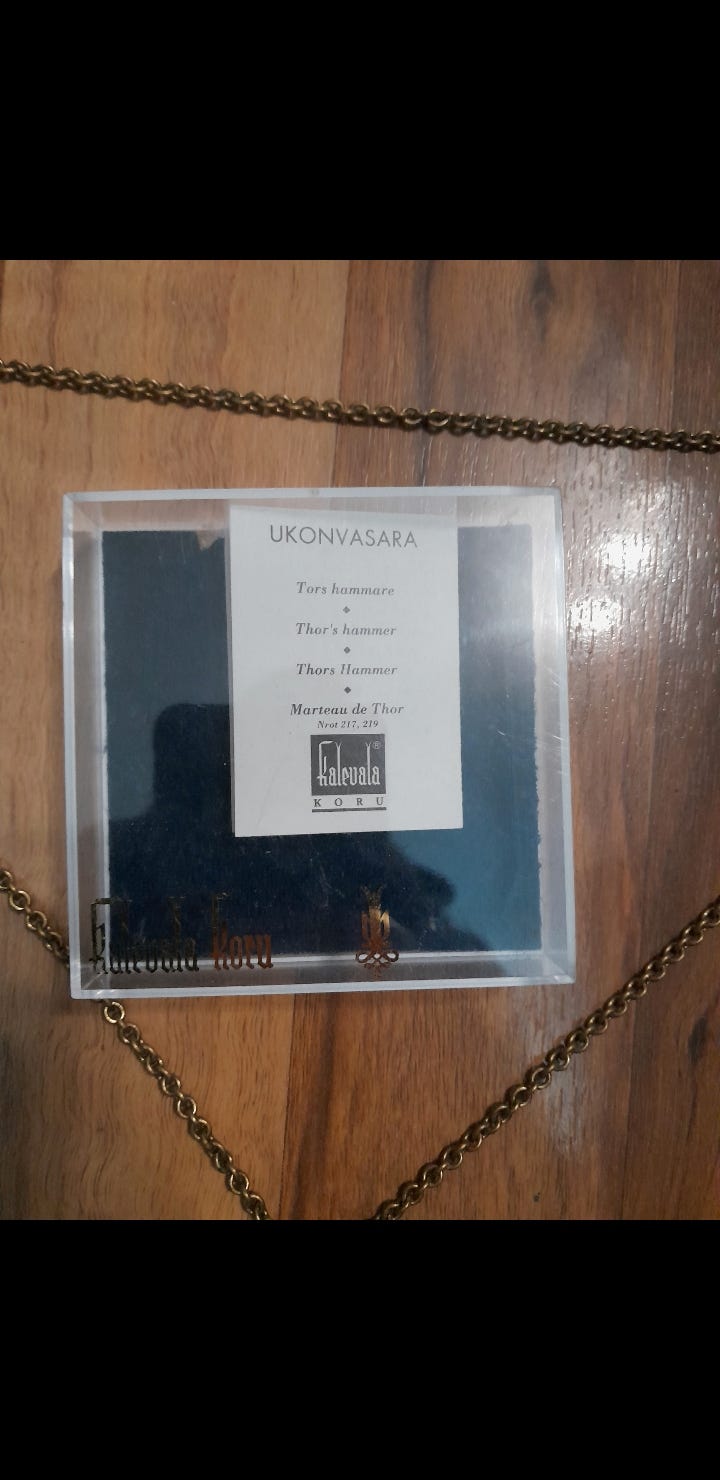 UKONVASARA
Tors hammare
Thor's hammer
Thors Hammer
Marteau de Thor
Nrot 217, 219
Kalevala®
KORU
Kalevala Koru